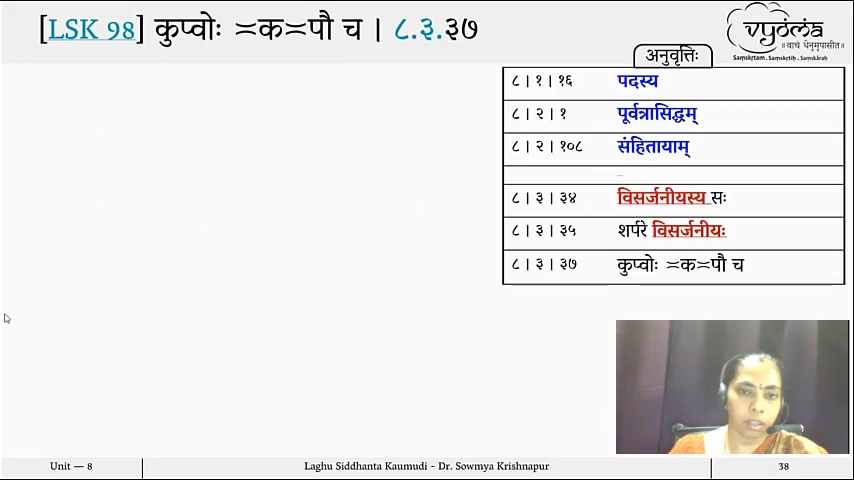 [LSK 98] कुप्वोः ≍क≍पौ च । ८.३.३७
vyoma
॥ वाचं धेनुमुपासीत॥
Saṃskṛtam, Saṃskṛtiḥ, Saṃskāraḥ
अनुवृत्तिः
८ । १ । १६ पदस्य
८ । २ । १ पूर्वत्रासिद्धम्
८ । २ । १०८ संहितायाम्
...
८ । ३ । ३४ विसर्जनीयस्य सः
८ । ३ । ३५ शर्परे विसर्जनीयः
८ । ३ । ३७ कुप्वोः ≍क≍पौ च
Unit — 8 Laghu Siddhanta Kaumudi - Dr. Sowmya Krishnapur 38